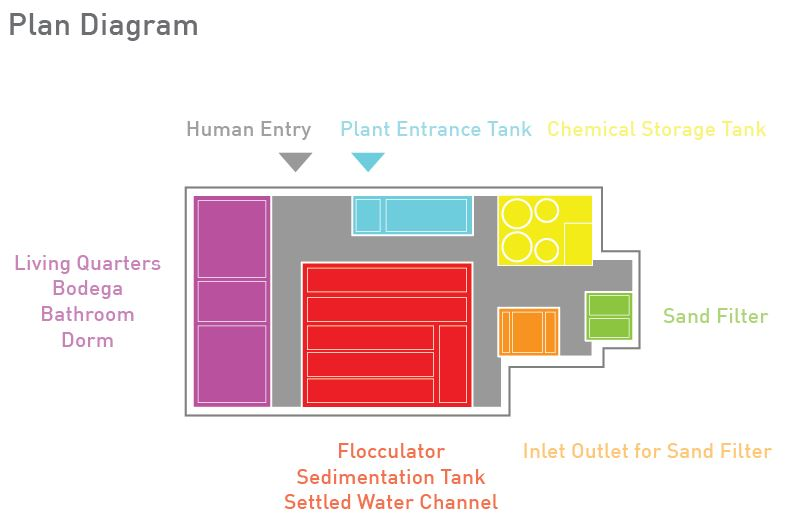 Plan Diagram
Human Entry
Plant Entrance Tank
Chemical Storage Tank
Living Quarters
Bodega
Bathroom
Dorm
Sand Filter
Flocculator
Sedimentation Tank
Settled Water Channel
Inlet Outlet for Sand Filter